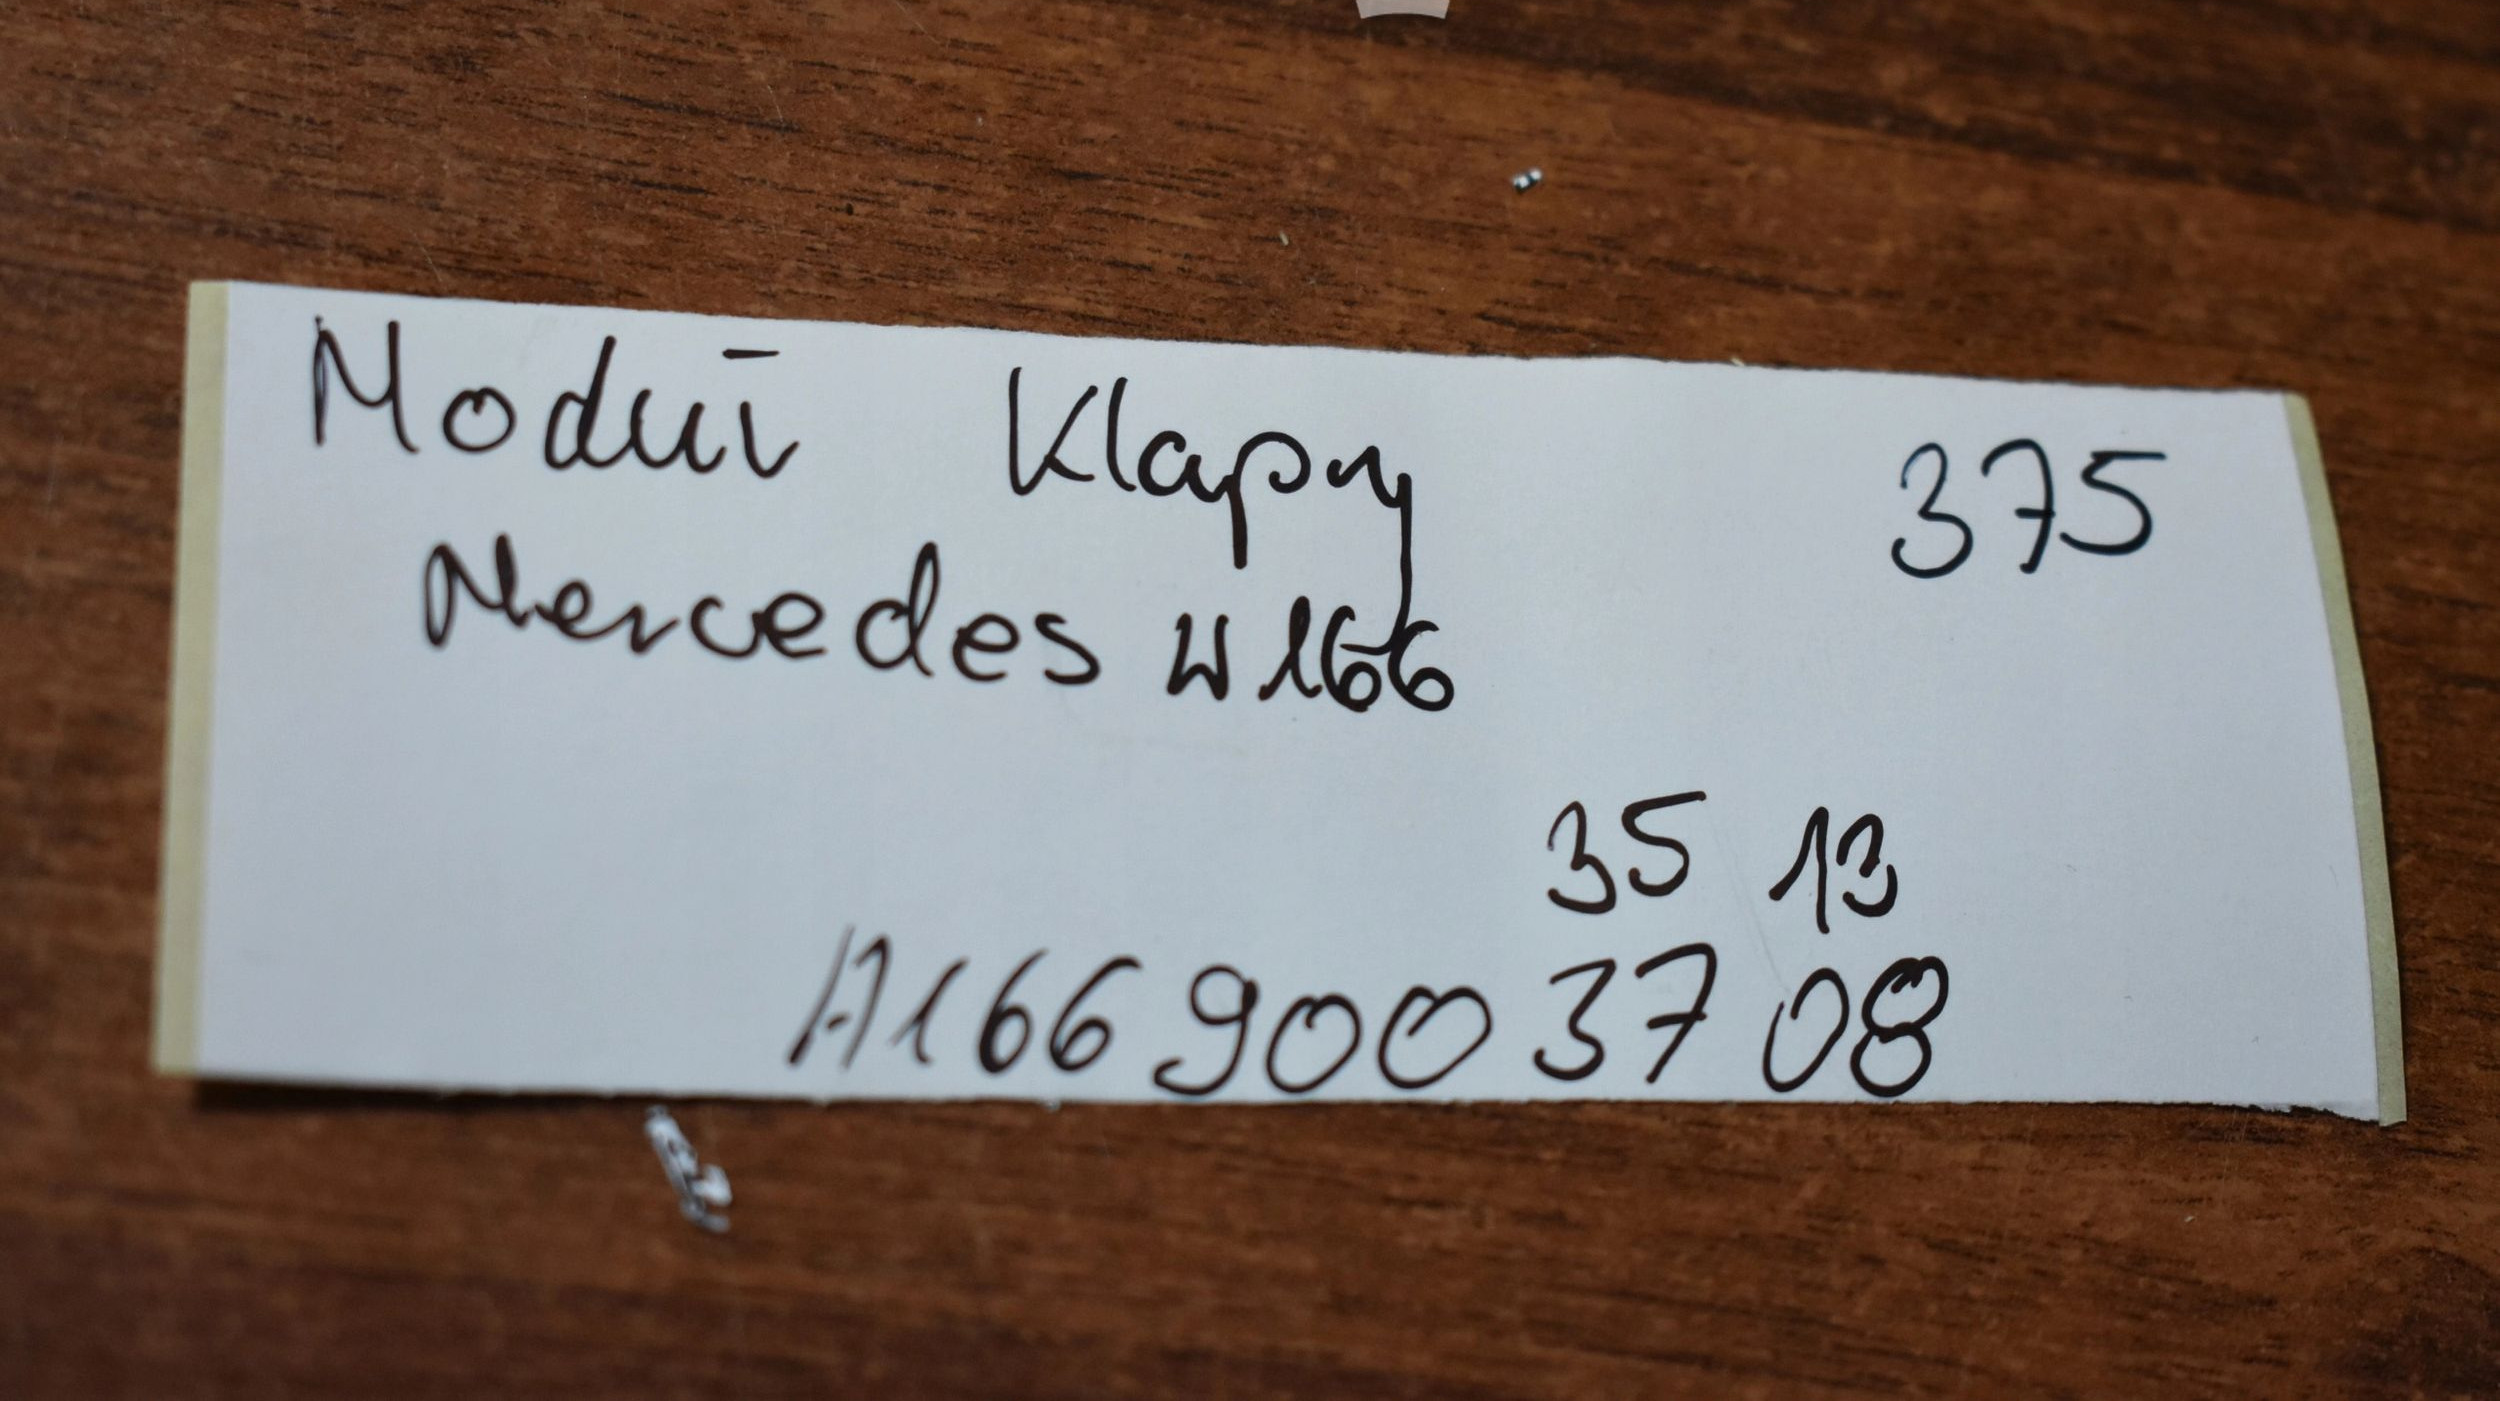 Moduł Klapy 375
Mercedes W166
35 13
A166 900 37 08